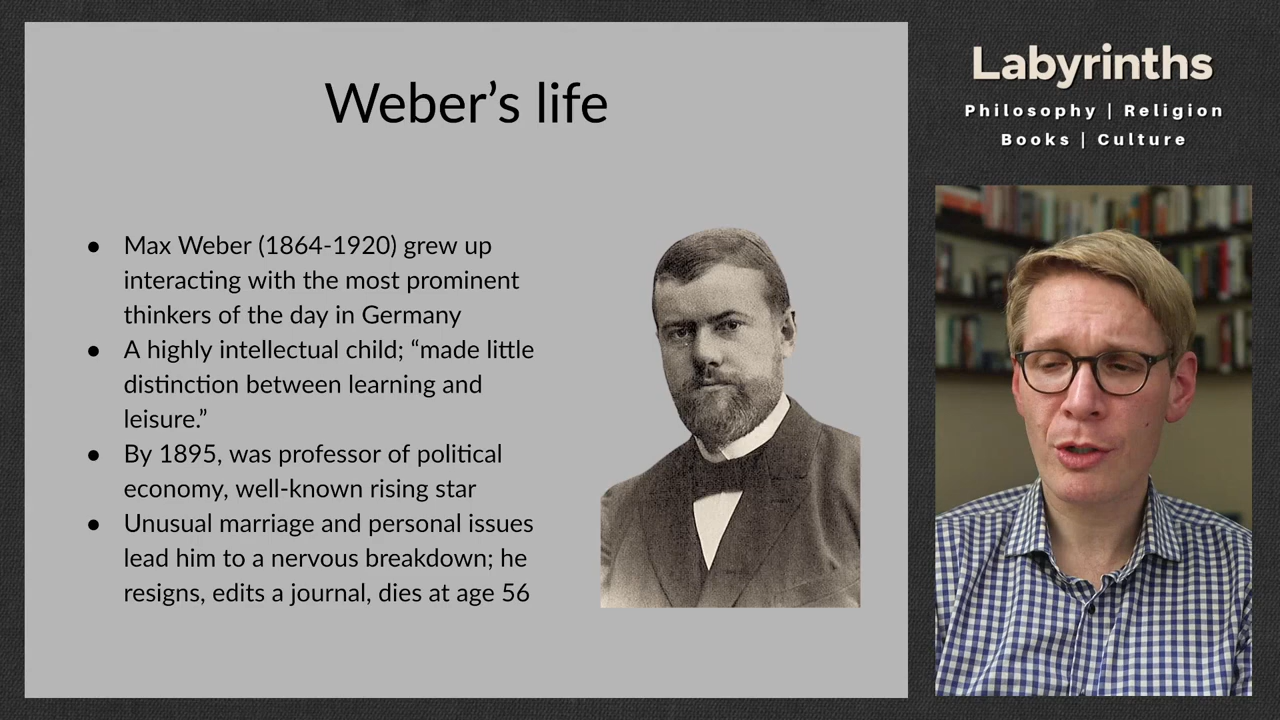 Weber’s life
● Max Weber (1864-1920) grew up
interacting with the most prominent
thinkers of the day in Germany
● A highly intellectual child; “made little
distinction between learning and
leisure.”
● By 1895, was professor of political
economy, well-known rising star
● Unusual marriage and personal issues
lead him to a nervous breakdown; he
resigns, edits a journal, dies at age 56
Labyrinths
Philosophy | Religion
Books | Culture